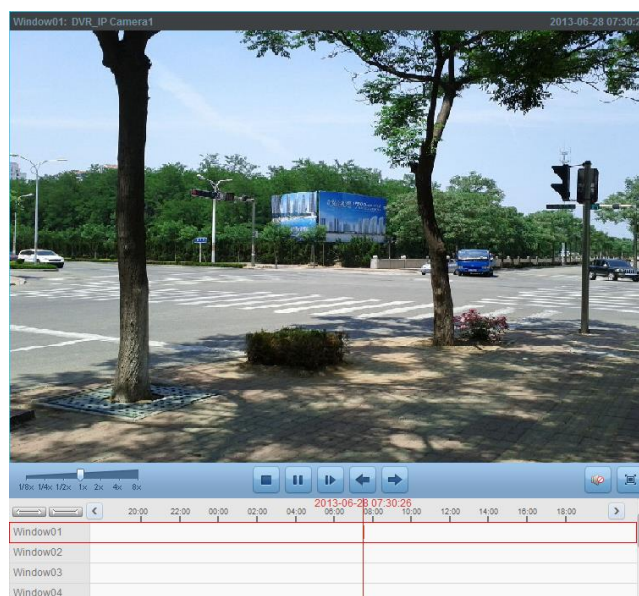 Window01: DVR_IP Camera1 2013-06-28 07:30:2
1/8x 1/4x 1/2x 1x 2x 4x 8x
2013-06-28 07:30:26
20:00 22:00 00:00 02:00 04:00 06:00 08:00 10:00 12:00 14:00 16:00 18:00
Window01
Window02
Window03
Window04